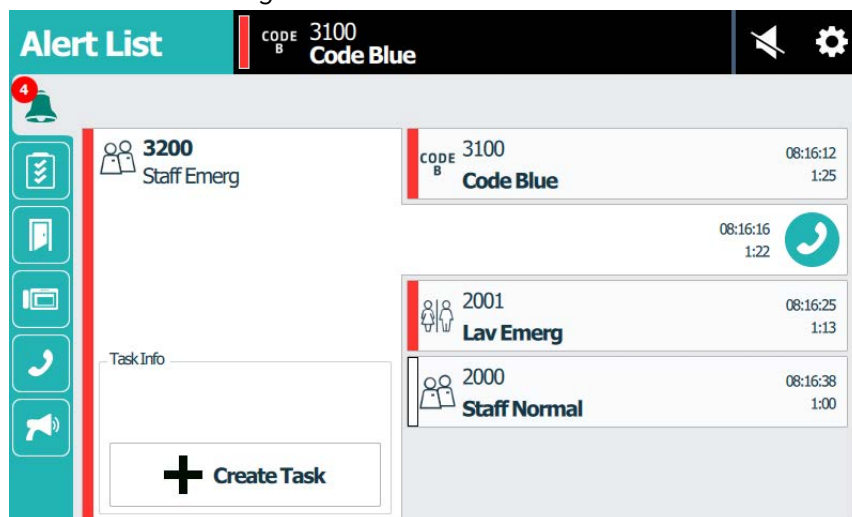 Alert List
CODE B
3100
Code Blue
4
3200
Staff Emerg
Task Info
Create Task
CODE B
3100
Code Blue
08:16:12
1:25
08:16:16
1:22
2001
Lav Emerg
08:16:25
1:13
2000
Staff Normal
08:16:38
1:00